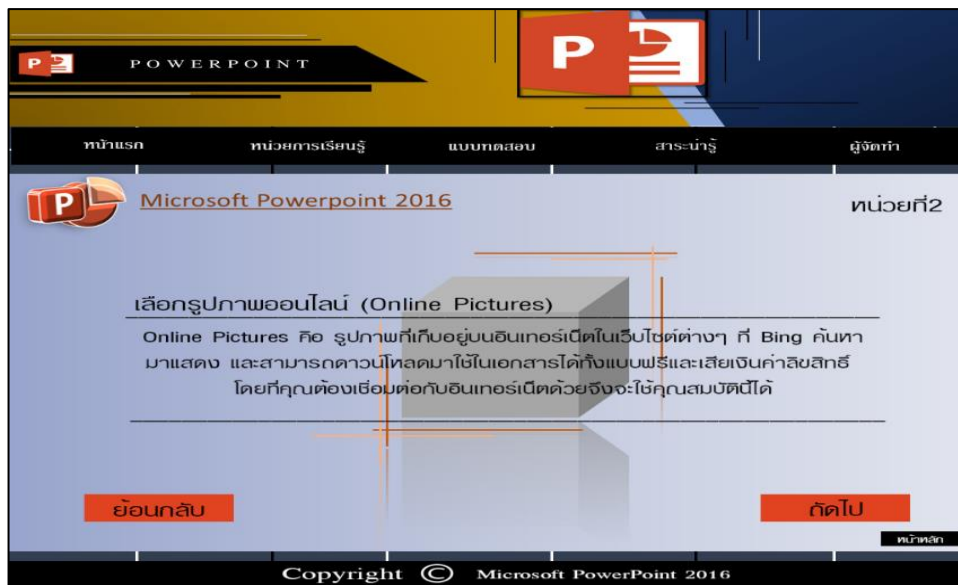 POWERPOINT
หน้าแรก หน่วยการเรียนรู้ แบบทดสอบ สาระน่ารู้ ผู้จัดทำ
Microsoft Powerpoint 2016
หน่วยที่2
เลือกรูปภาพออนไลน์ (Online Pictures)
Online Pictures คือ รูปภาพที่เก็บอยู่บนอินเทอร์เน็ตในเว็บไซต์ต่างๆ ที่ Bing ค้นหา
มาแสดง และสามารถดาวน์โหลดมาใช้ในเอกสารได้ทั้งแบบฟรีและเสียเงินค่าลิขสิทธิ์
โดยที่คุณต้องเชื่อมต่อกับอินเทอร์เน็ตด้วยจึงจะใช้คุณสมบัตินี้ได้
ย้อนกลับ ถัดไป
หน้าหลัก
Copyright © Microsoft PowerPoint 2016